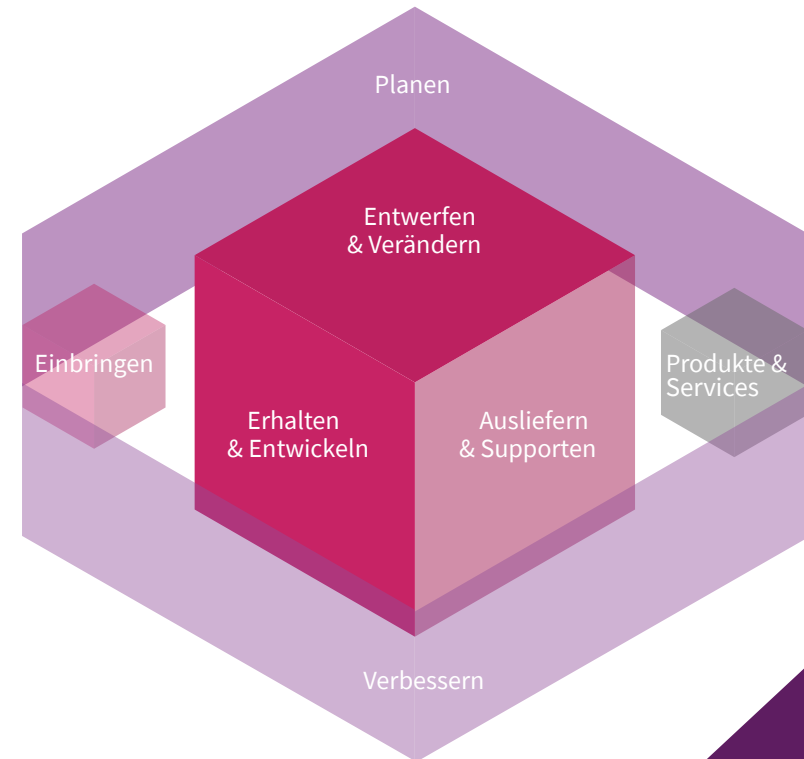 Planen
Entwerfen
& Verändern
Einbringen
Produkte &
Services
Erhalten
& Entwickeln
Ausliefern
& Supporten
Verbessern